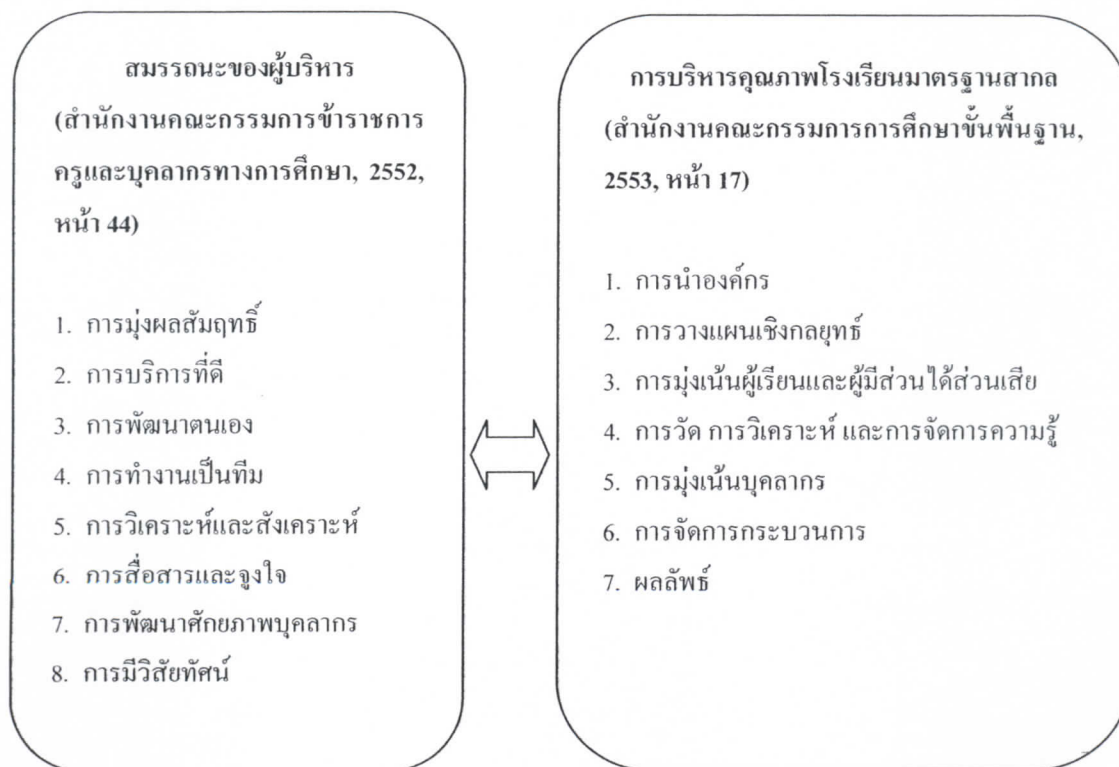 สมรรถนะของผู้บริหาร
(สำนักงานคณะกรรมการข้าราชการ
ครูและบุคลากรทางการศึกษา, 2552,
หน้า 44)
1. การมุ่งผลสัมฤทธิ์
2. การบริการที่ดี
3. การพัฒนาตนเอง
4. การทำงานเป็นทีม
5. การวิเคราะห์และสังเคราะห์
6. การสื่อสารและจูงใจ
7. การพัฒนาศักยภาพบุคลากร
8. การมีวิสัยทัศน์
การบริหารคุณภาพโรงเรียนมาตรฐานสากล
(สำนักงานคณะกรรมการการศึกษาขั้นพื้นฐาน,
2553, หน้า 17)
1. การนำองค์กร
2. การวางแผนเชิงกลยุทธ์
3. การมุ่งเน้นผู้เรียนและผู้มีส่วนได้ส่วนเสีย
4. การวัด การวิเคราะห์ และการจัดการความรู้
5. การมุ่งเน้นบุคลากร
6. การจัดการกระบวนการ
7. ผลลัพธ์